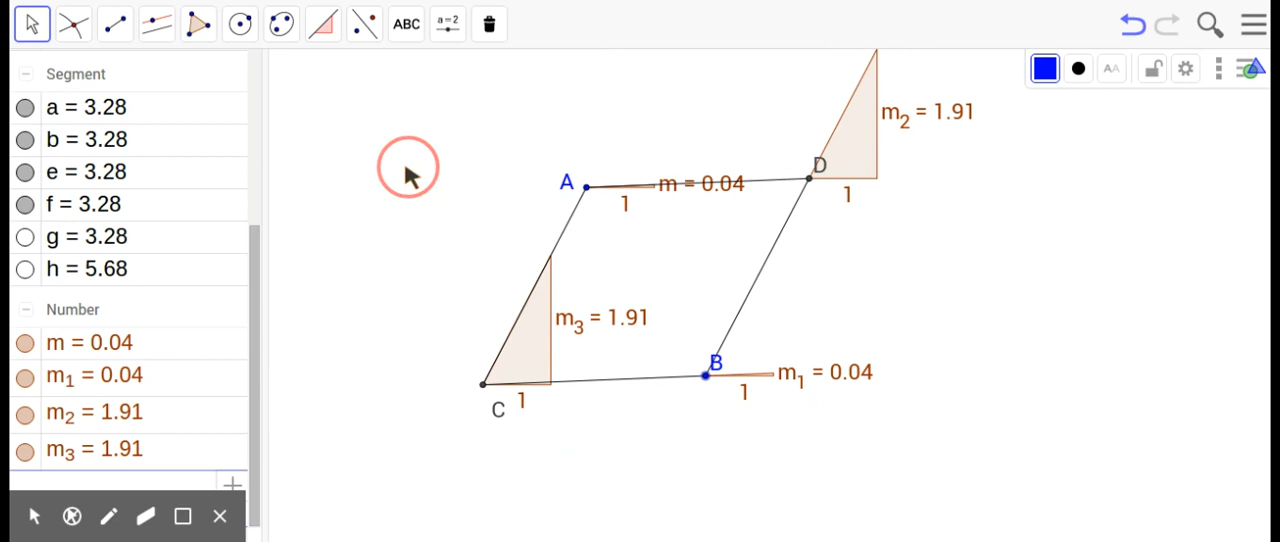 ABC
a=2
AA
Segment
a = 3.28
b = 3.28
e = 3.28
f = 3.28
g = 3.28
h = 5.68
Number
m = 0.04
m₁ = 0.04
m₂ = 1.91
m₃ = 1.91
m₂ = 1.91
D
1
A
m = 0.04
1
m₃ = 1.91
B
m₁ = 0.04
1
C
1